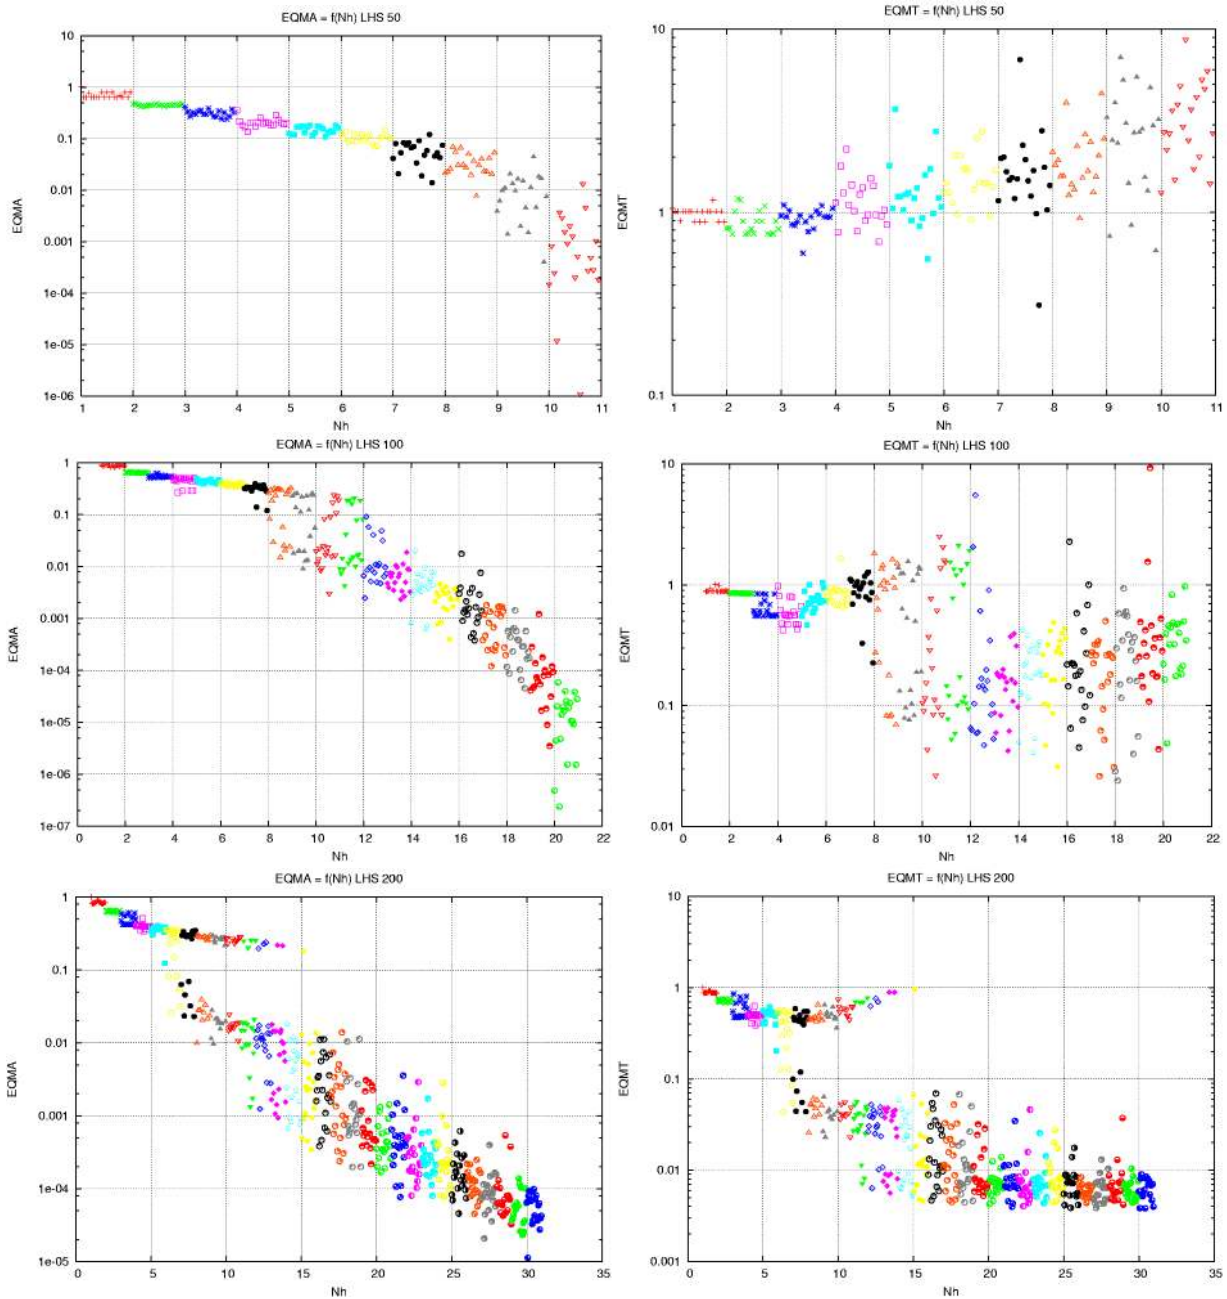 EQMA = f(Nh) LHS 50
10
1
0.1
0.01
0.001
1e-04
1e-05
1e-06
EQMA
1 2 3 4 5 6 7 8 9 10 11
Nh
EQMT = f(Nh) LHS 50
10
1
0.1
EQMT
1 2 3 4 5 6 7 8 9 10 11
Nh
EQMA = f(Nh) LHS 100
1
0.1
0.01
0.001
1e-04
1e-05
1e-06
1e-07
EQMA
0 2 4 6 8 10 12 14 16 18 20 22
Nh
EQMT = f(Nh) LHS 100
10
1
0.1
0.01
EQMT
0 2 4 6 8 10 12 14 16 18 20 22
Nh
EQMA = f(Nh) LHS 200
1
0.1
0.01
0.001
1e-04
1e-05
EQMA
0 5 10 15 20 25 30 35
Nh
EQMT = f(Nh) LHS 200
10
1
0.1
0.01
0.001
EQMT
0 5 10 15 20 25 30 35
Nh